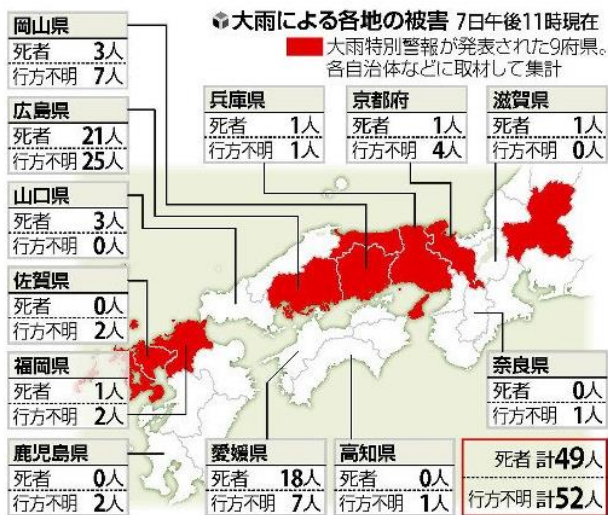 大雨による各地の被害 7日午後11時現在
大雨特別警報が発表された9府県。
各自治体などに取材して集計
岡山県
死者 3人
行方不明 7人
広島県
死者 21人
行方不明 25人
山口県
死者 3人
行方不明 0人
佐賀県
死者 0人
行方不明 2人
福岡県
死者 1人
行方不明 2人
鹿児島県
死者 0人
行方不明 2人
兵庫県
死者 1人
行方不明 1人
京都府
死者 1人
行方不明 4人
滋賀県
死者 1人
行方不明 0人
奈良県
死者 0人
行方不明 1人
愛媛県
死者 18人
行方不明 7人
高知県
死者 0人
行方不明 1人
死者 計49人
行方不明 計52人